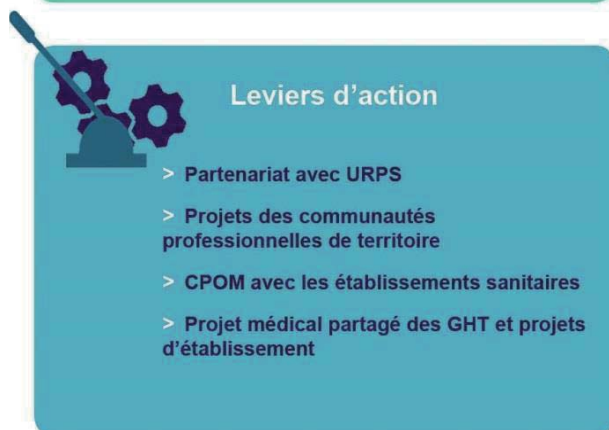 Leviers d’action
> Partenariat avec URPS
> Projets des communautés
professionnelles de territoire
> CPOM avec les établissements sanitaires
> Projet médical partagé des GHT et projets
d’établissement